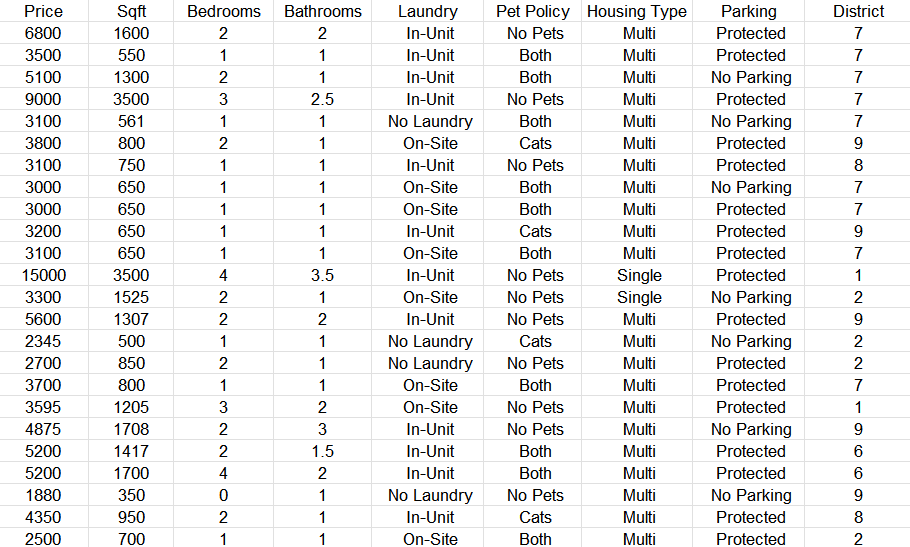 Price Sqft Bedrooms Bathrooms Laundry Pet Policy Housing Type Parking District
6800 1600 2 2 In-Unit No Pets Multi Protected 7
3500 550 1 1 In-Unit Both Multi Protected 7
5100 1300 2 1 In-Unit Both Multi No Parking 7
9000 3500 3 2.5 In-Unit No Pets Multi Protected 7
3100 561 1 1 No Laundry Both Multi No Parking 7
3800 800 2 1 On-Site Cats Multi Protected 9
3100 750 1 1 In-Unit No Pets Multi Protected 8
3000 650 1 1 On-Site Both Multi No Parking 7
3000 650 1 1 On-Site Both Multi Protected 7
3200 650 1 1 In-Unit Cats Multi Protected 9
3100 650 1 1 On-Site Both Multi Protected 7
15000 3500 4 3.5 In-Unit No Pets Single Protected 1
3300 1525 2 1 On-Site No Pets Single No Parking 2
5600 1307 2 2 In-Unit No Pets Multi Protected 9
2345 500 1 1 No Laundry Cats Multi No Parking 2
2700 850 2 1 No Laundry No Pets Multi Protected 2
3700 800 1 1 On-Site Both Multi Protected 7
3595 1205 3 2 On-Site No Pets Multi Protected 1
4875 1708 2 3 In-Unit No Pets Multi No Parking 9
5200 1417 2 1.5 In-Unit Both Multi Protected 6
5200 1700 4 2 In-Unit Both Multi Protected 6
1880 350 0 1 No Laundry No Pets Multi No Parking 9
4350 950 2 1 In-Unit Cats Multi Protected 8
2500 700 1 1 On-Site Both Multi Protected 2